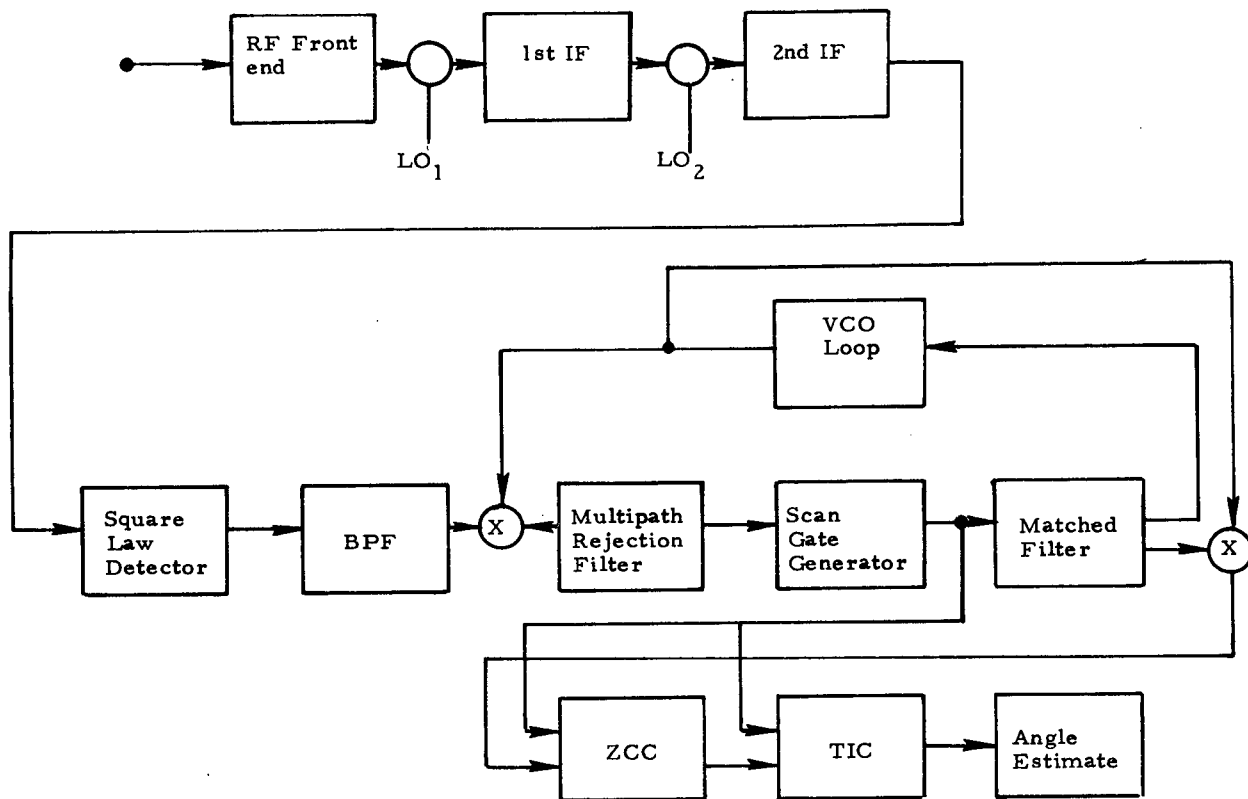 RF Front
end
1st IF
2nd IF
LO1
LO2
VCO
Loop
Square
Law
Detector
BPF
X
Multipath
Rejection
Filter
Scan
Gate
Generator
Matched
Filter
X
ZCC
TIC
Angle
Estimate